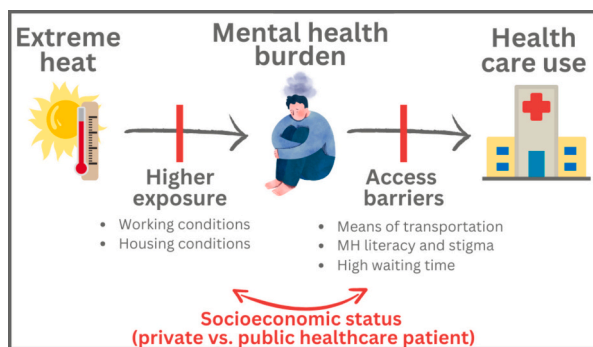 Extreme
heat
Mental health
burden
Health
care use
Higher
exposure
• Working conditions
• Housing conditions
Access
barriers
• Means of transportation
• MH literacy and stigma
• High waiting time
Socioeconomic status
(private vs. public healthcare patient)